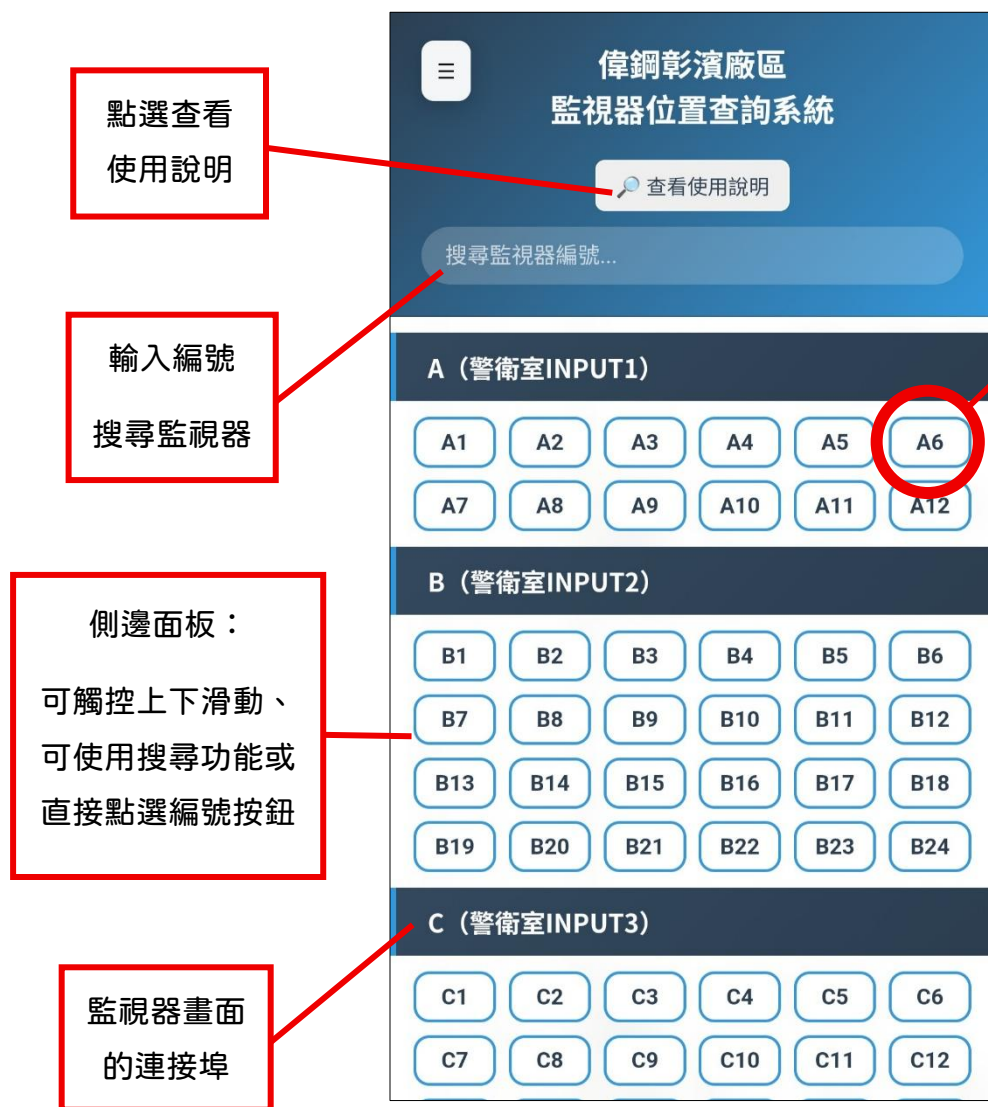 ☰
偉鋼彰濱廠區
監視器位置查詢系統
點選查看
使用說明
🔎 查看使用說明
搜尋監視器編號...
輸入編號
搜尋監視器
A（警衛室INPUT1）
A1 A2 A3 A4 A5 A6
A7 A8 A9 A10 A11 A12
B（警衛室INPUT2）
側邊面板：
可觸控上下滑動、
可使用搜尋功能或
直接點選編號按鈕
B1 B2 B3 B4 B5 B6
B7 B8 B9 B10 B11 B12
B13 B14 B15 B16 B17 B18
B19 B20 B21 B22 B23 B24
C（警衛室INPUT3）
監視器畫面
的連接埠
C1 C2 C3 C4 C5 C6
C7 C8 C9 C10 C11 C12